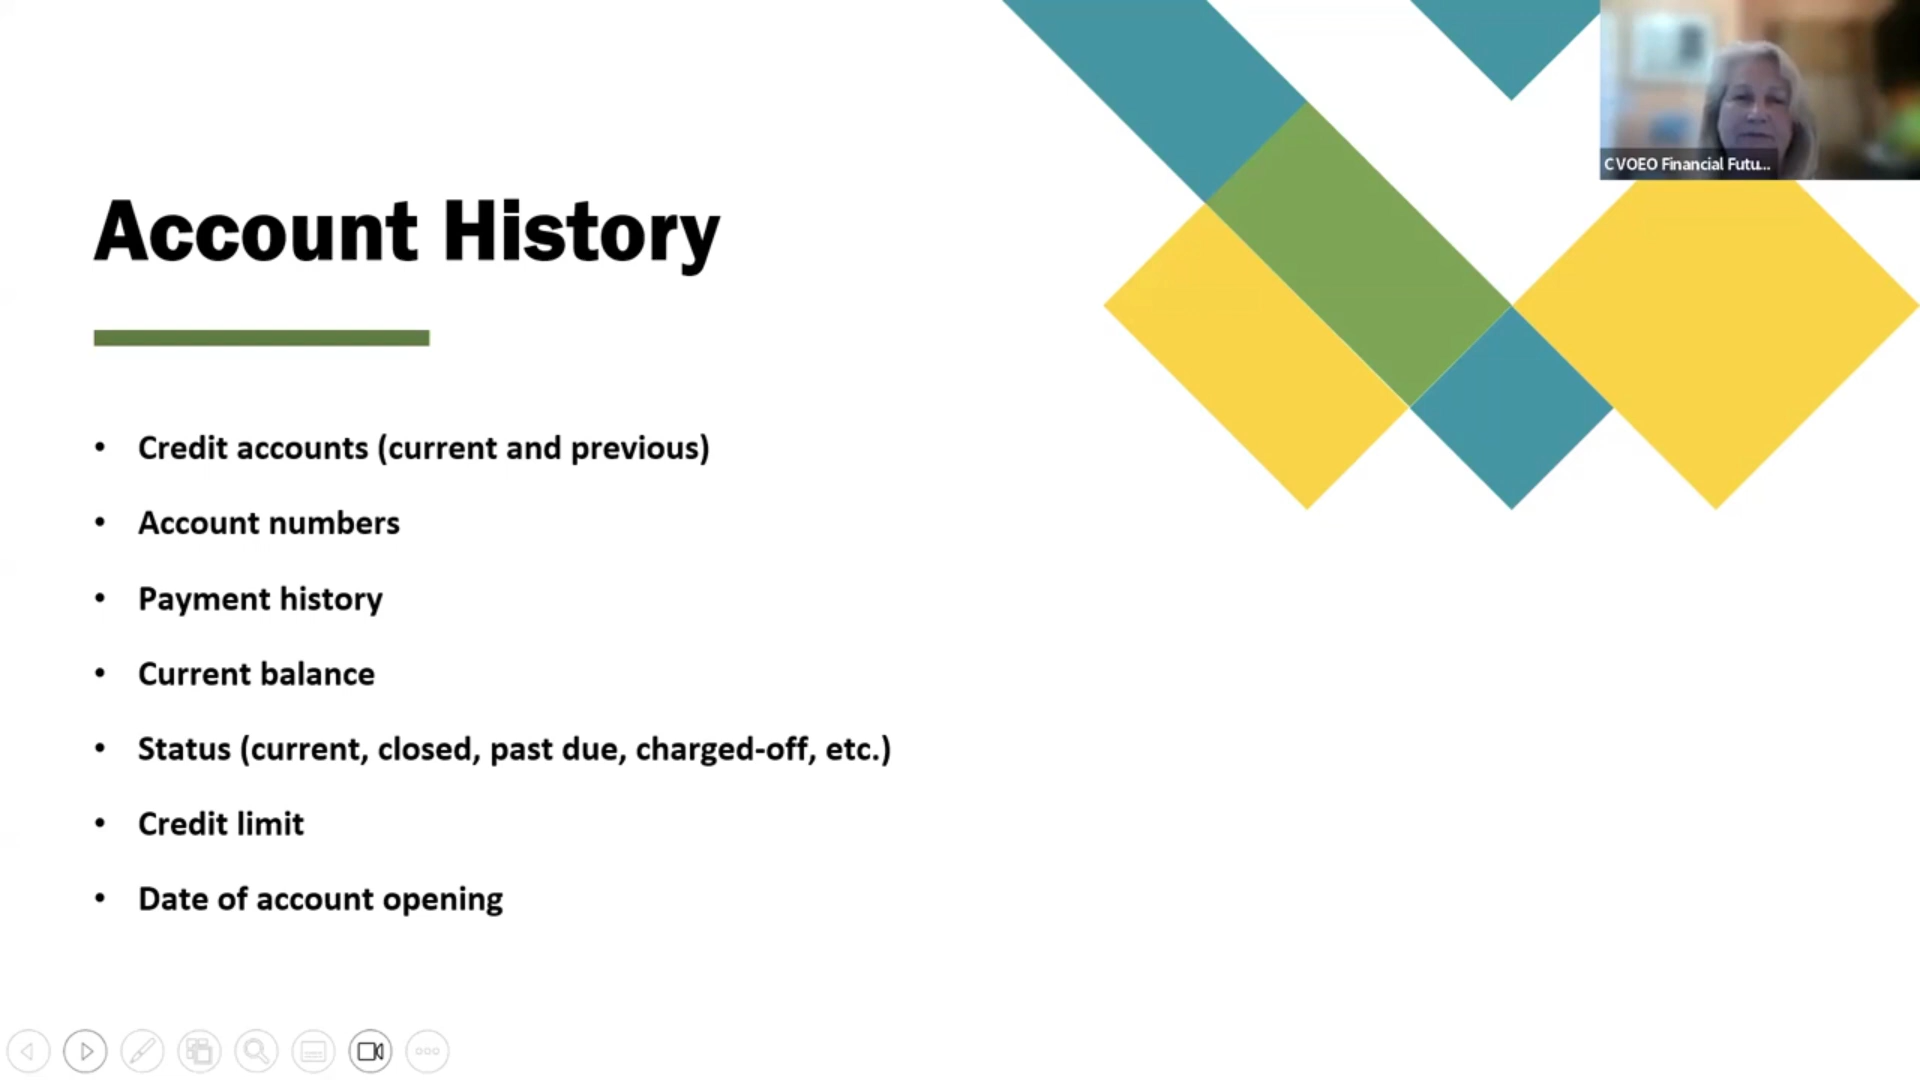 CVOEO Financial Futu...
Account History
• Credit accounts (current and previous)
• Account numbers
• Payment history
• Current balance
• Status (current, closed, past due, charged-off, etc.)
• Credit limit
• Date of account opening